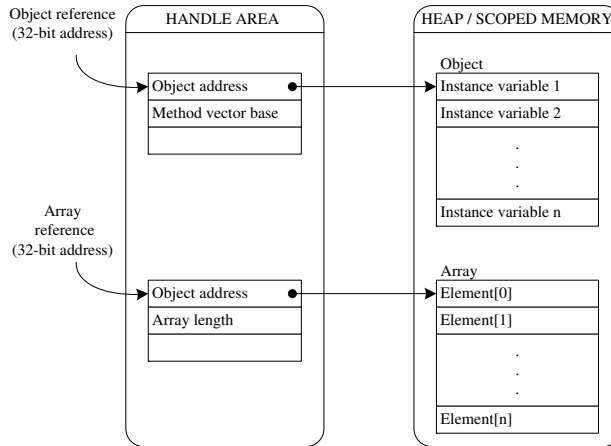 Object reference
(32-bit address)
HANDLE AREA
HEAP / SCOPED MEMORY
Object
Object address
Method vector base
Instance variable 1
Instance variable 2
.
.
.
Instance variable n
Array
reference
(32-bit address)
Object address
Array length
Array
Element[0]
Element[1]
.
.
.
Element[n]